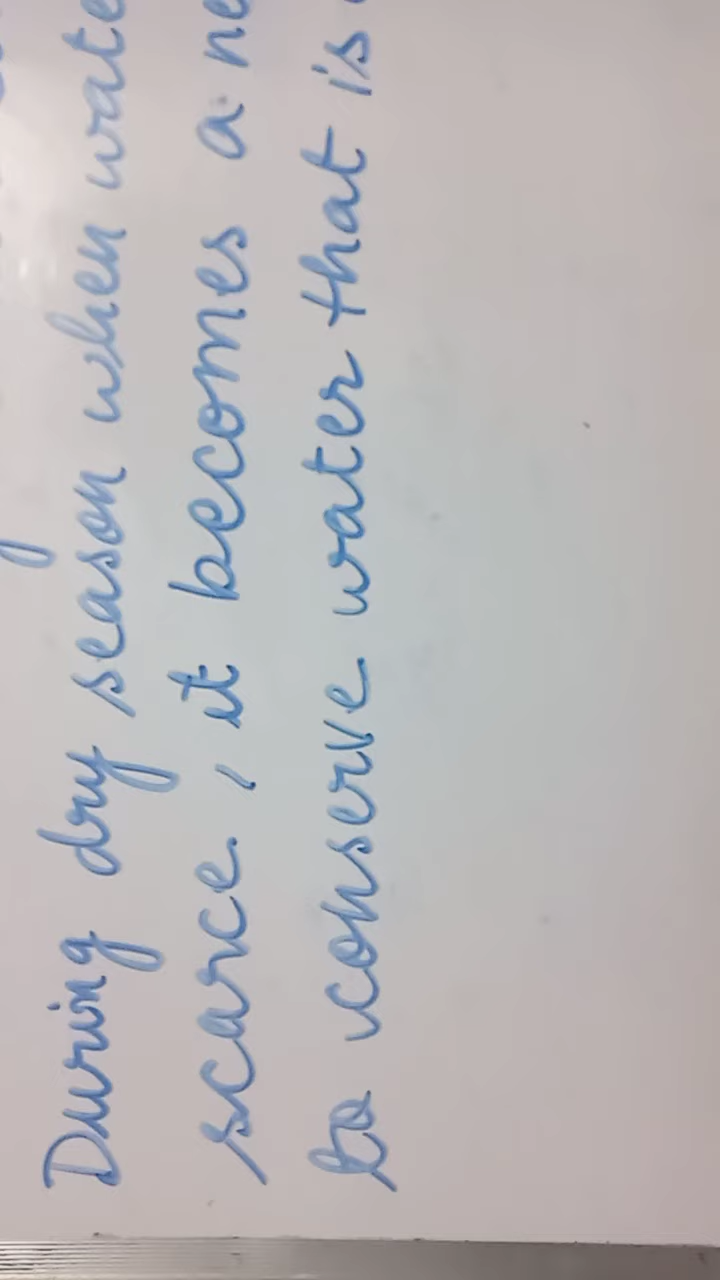 During dry season when wate
scarce, it becomes a ne
to conserve water that is